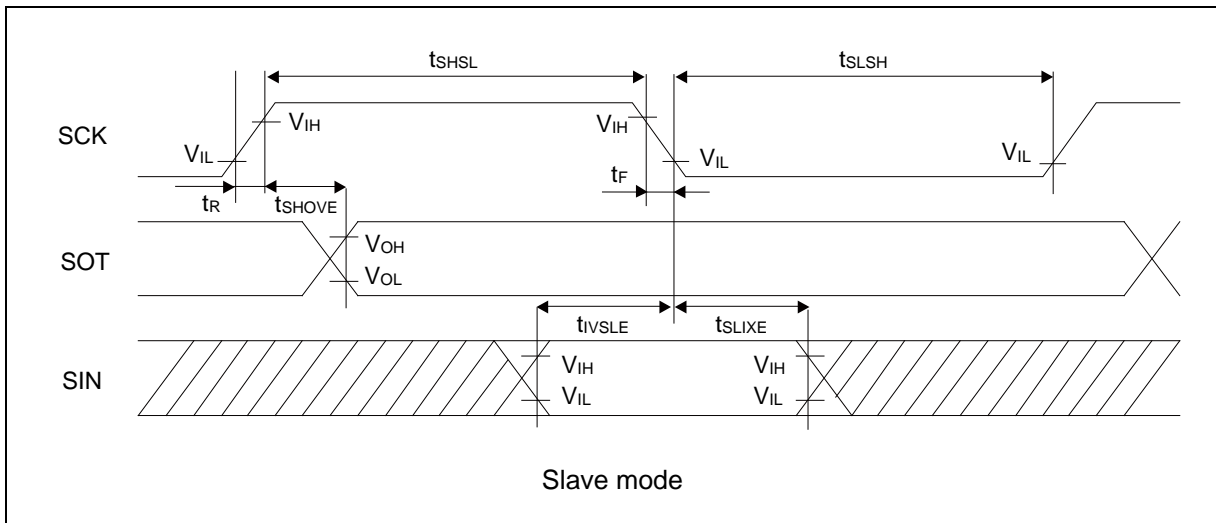 tSHSL tSLSH
SCK VIH VIH
VIL VIL VIL
tR tSHOVE tF
SOT VOH
VOL
tIVSLE tSLIXE
SIN VIH VIH
VIL VIL
Slave mode